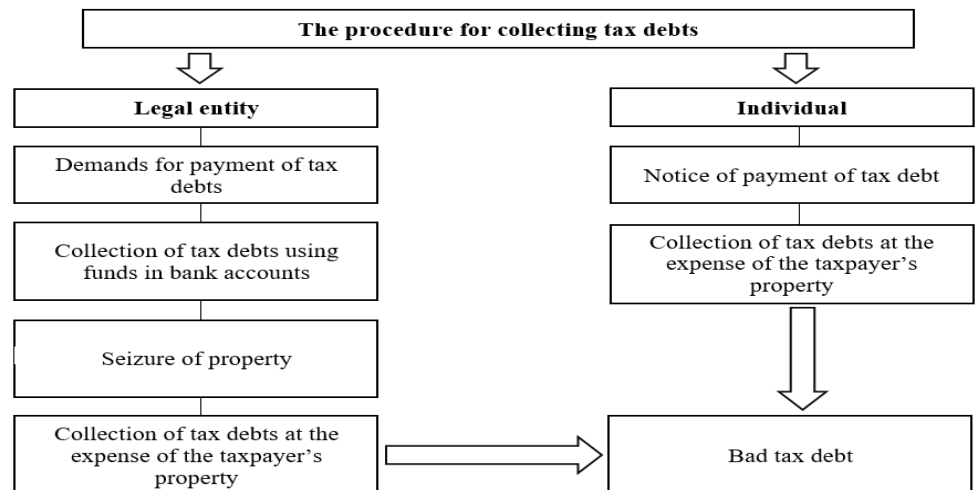 The procedure for collecting tax debts
Legal entity
Demands for payment of tax
debts
Collection of tax debts using
funds in bank accounts
Seizure of property
Collection of tax debts at the
expense of the taxpayer's
property
Individual
Notice of payment of tax debt
Collection of tax debts at the
expense of the taxpayer's
property
Bad tax debt